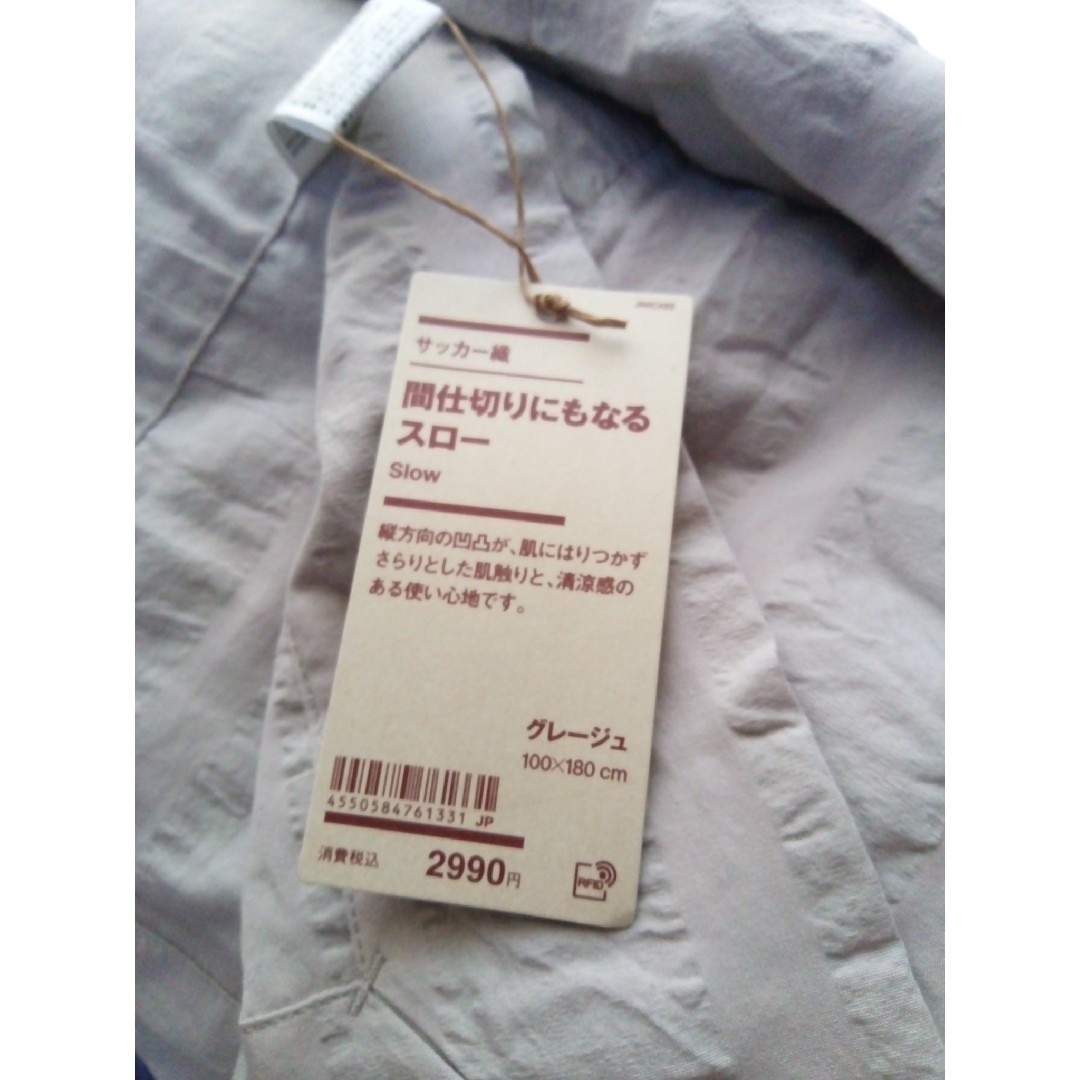 サッカー織
間仕切りにもなる
スロー
Slow
縦方向の凹凸が、肌にはりつかず
さらりとした肌触りと、清涼感の
ある使い心地です。
グレージュ
100×180 cm
4550584761331 JP
消費税込 2990円
RFID